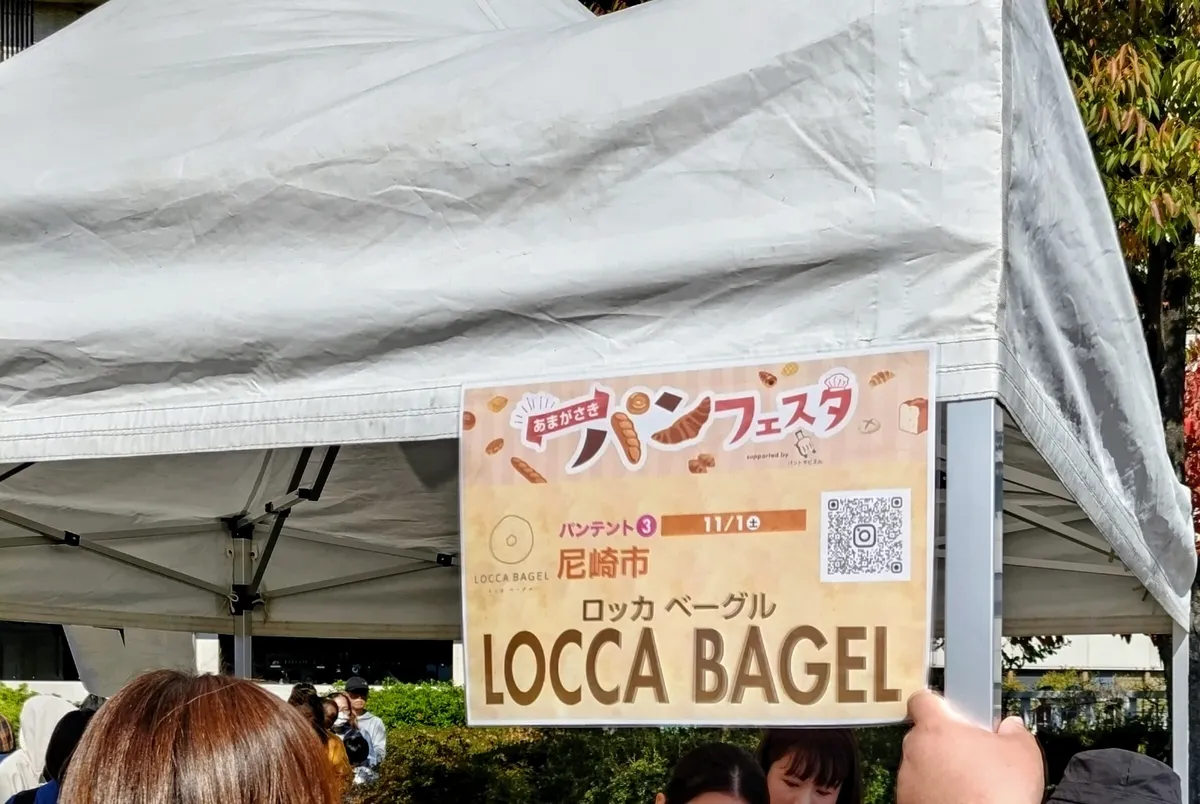 あまがさき
パンフェスタ
supported by
パンテント3 11/1土
LOCCA BAGEL
尼崎市
ロッカ ベーグル
LOCCA BAGEL